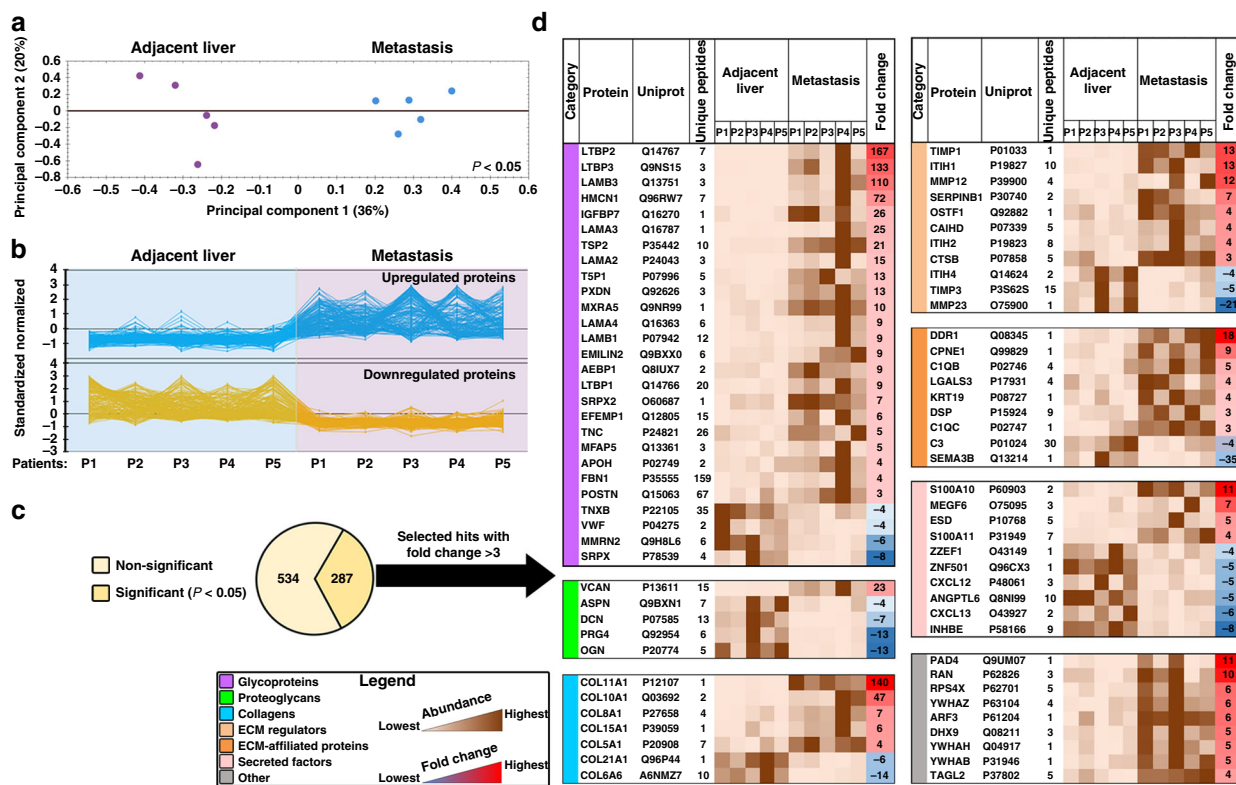 a
Adjacent liver Metastasis
Principal component 2 (20%)
0.6
0.4
0.2
0
−0.2
−0.4
−0.6
−0.8
−0.6 −0.5 −0.4 −0.3 −0.2 −0.1 0 0.1 0.2 0.3 0.4 0.5 0.6
P < 0.05
Principal component 1 (36%)
b
Adjacent liver Metastasis
Standardized normalized
Upregulated proteins
4
3
2
1
0
−1
Downregulated proteins
4
3
2
1
0
−1
−2
−3
Patients: P1 P2 P3 P4 P5 P1 P2 P3 P4 P5
c
Non-significant
Significant (P < 0.05)
534 287
Selected hits with
fold change >3
Legend
Glycoproteins
Proteoglycans
Collagens
ECM regulators
ECM-affiliated proteins
Secreted factors
Other
Abundance
Lowest Highest
Fold change
Lowest Highest
d
Category Protein Uniprot Unique peptides Adjacent liver Metastasis Fold change
P1 P2 P3 P4 P5 P1 P2 P3 P4 P5
LTBP2 Q14767 7 167
LTBP3 Q9NS15 3 133
LAMB3 Q13751 3 110
HMCN1 Q96RW7 7 72
IGFBP7 Q16270 1 26
LAMA3 Q16787 1 25
TSP2 P35442 10 21
LAMA2 P24043 3 15
T5P1 P07996 5 13
PXDN Q92626 3 13
MXRA5 Q9NR99 1 10
LAMA4 Q16363 6 9
LAMB1 P07942 12 9
EMILIN2 Q9BXX0 6 9
AEBP1 Q8IUX7 2 9
LTBP1 Q14766 20 9
SRPX2 O60687 1 7
EFEMP1 Q12805 15 6
TNC P24821 26 5
MFAP5 Q13361 3 5
APOH P02749 2 4
FBN1 P35555 159 4
POSTN Q15063 67 3
TNXB P22105 35 −4
VWF P04275 2 −4
MMRN2 Q9H8L6 6 −6
SRPX P78539 4 −8
VCAN P13611 15 23
ASPN Q9BXN1 7 −4
DCN P07585 13 −7
PRG4 Q92954 6 −13
OGN P20774 5 −13
COL11A1 P12107 1 140
COL10A1 Q03692 2 47
COL8A1 P27658 4 7
COL15A1 P39059 1 6
COL5A1 P20908 7 4
COL21A1 Q96P44 1 −6
COL6A6 A6NMZ7 10 −14
Category Protein Uniprot Unique peptides Adjacent liver Metastasis Fold change
P1 P2 P3 P4 P5 P1 P2 P3 P4 P5
TIMP1 P01033 1 13
ITIH1 P19827 10 13
MMP12 P39900 4 12
SERPINB1 P30740 2 7
OSTF1 Q92882 1 4
CAIHD P07339 5 4
ITIH2 P19823 8 4
CTSB P07858 5 3
ITIH4 Q14624 2 −4
TIMP3 P3S62S 15 −5
MMP23 O75900 1 −21
DDR1 Q08345 1 18
CPNE1 Q99829 1 9
C1QB P02746 4 5
LGALS3 P17931 4 4
KRT19 P08727 1 4
DSP P15924 9 3
C1QC P02747 1 3
C3 P01024 30 −4
SEMA3B Q13214 1 −35
S100A10 P60903 2 11
MEGF6 O75095 3 7
ESD P10768 5 5
S100A11 P31949 7 4
ZZEF1 O43149 1 −4
ZNF501 Q96CX3 1 −5
CXCL12 P48061 3 −5
ANGPTL6 Q8NI99 10 −5
CXCL13 O43927 2 −6
INHBE P58166 9 −8
PAD4 Q9UM07 1 11
RAN P62826 3 10
RPS4X P62701 5 6
YWHAZ P63104 4 6
ARF3 P61204 1 6
DHX9 Q08211 3 5
YWHAH Q04917 1 5
YWHAB P31946 1 5
TAGL2 P37802 5 4